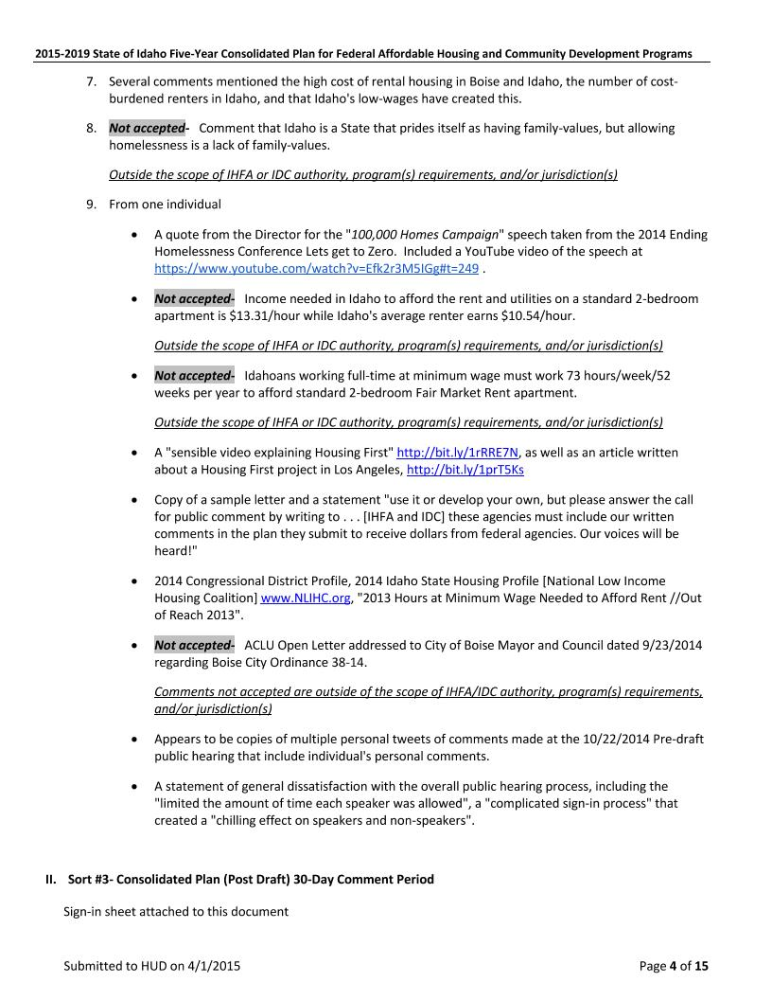 2015-2019 State of Idaho Five-Year Consolidated Plan for Federal Affordable Housing and Community Development Programs
7. Several comments mentioned the high cost of rental housing in Boise and Idaho, the number of cost-
burdened renters in Idaho, and that Idaho's low-wages have created this.
8. Not accepted- Comment that Idaho is a State that prides itself as having family-values, but allowing
homelessness is a lack of family-values.
Outside the scope of IHFA or IDC authority, program(s) requirements, and/or jurisdiction(s)
9. From one individual
• A quote from the Director for the "100,000 Homes Campaign" speech taken from the 2014 Ending
Homelessness Conference Lets get to Zero. Included a YouTube video of the speech at
https://www.youtube.com/watch?v=Efk2r3M5IGg#t=249 .
• Not accepted- Income needed in Idaho to afford the rent and utilities on a standard 2-bedroom
apartment is $13.31/hour while Idaho's average renter earns $10.54/hour.
Outside the scope of IHFA or IDC authority, program(s) requirements, and/or jurisdiction(s)
• Not accepted- Idahoans working full-time at minimum wage must work 73 hours/week/52
weeks per year to afford standard 2-bedroom Fair Market Rent apartment.
Outside the scope of IHFA or IDC authority, program(s) requirements, and/or jurisdiction(s)
• A "sensible video explaining Housing First" http://bit.ly/1rRRE7N, as well as an article written
about a Housing First project in Los Angeles, http://bit.ly/1prT5Ks
• Copy of a sample letter and a statement "use it or develop your own, but please answer the call
for public comment by writing to . . . [IHFA and IDC] these agencies must include our written
comments in the plan they submit to receive dollars from federal agencies. Our voices will be
heard!"
• 2014 Congressional District Profile, 2014 Idaho State Housing Profile [National Low Income
Housing Coalition] www.NLIHC.org, "2013 Hours at Minimum Wage Needed to Afford Rent //Out
of Reach 2013".
• Not accepted- ACLU Open Letter addressed to City of Boise Mayor and Council dated 9/23/2014
regarding Boise City Ordinance 38-14.
Comments not accepted are outside of the scope of IHFA/IDC authority, program(s) requirements,
and/or jurisdiction(s)
• Appears to be copies of multiple personal tweets of comments made at the 10/22/2014 Pre-draft
public hearing that include individual's personal comments.
• A statement of general dissatisfaction with the overall public hearing process, including the
"limited the amount of time each speaker was allowed", a "complicated sign-in process" that
created a "chilling effect on speakers and non-speakers".
II. Sort #3- Consolidated Plan (Post Draft) 30-Day Comment Period
Sign-in sheet attached to this document
Submitted to HUD on 4/1/2015 Page 4 of 15